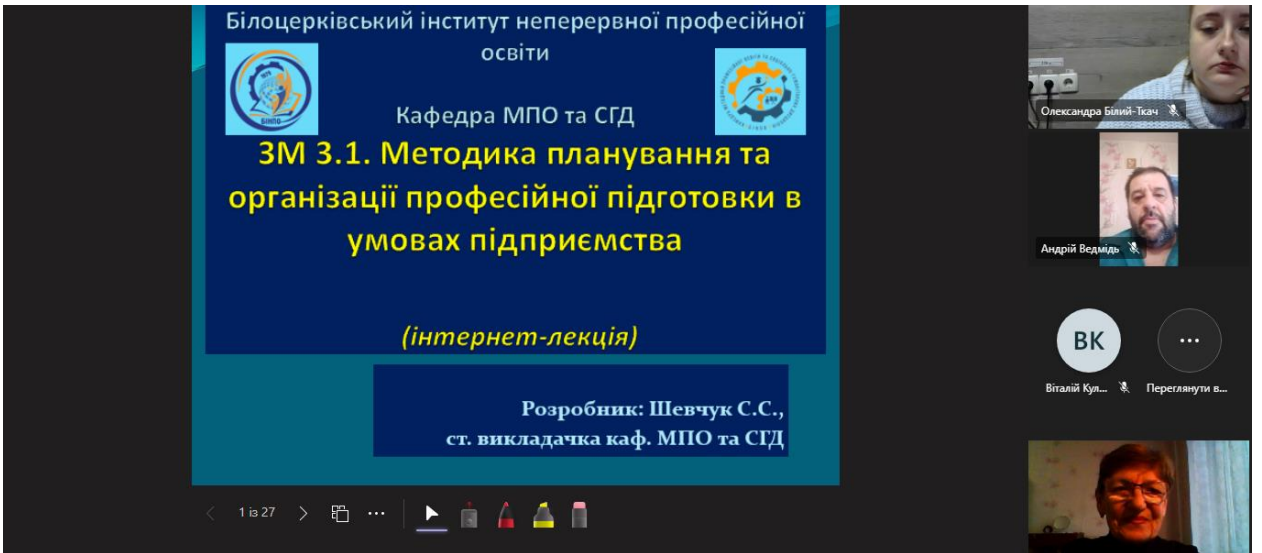 Білоцерківський інститут неперервної професійної
освіти
БІНПО
Кафедра МПО та СГД
ЗМ 3.1. Методика планування та
організації професійної підготовки в
умовах підприємства
(інтернет-лекція)
Розробник: Шевчук С.С.,
ст. викладачка каф. МПО та СГД
1 із 27
Олександра Білий-Ткач
Андрій Ведмідь
ВК
Віталій Кул...
Переглянути в...